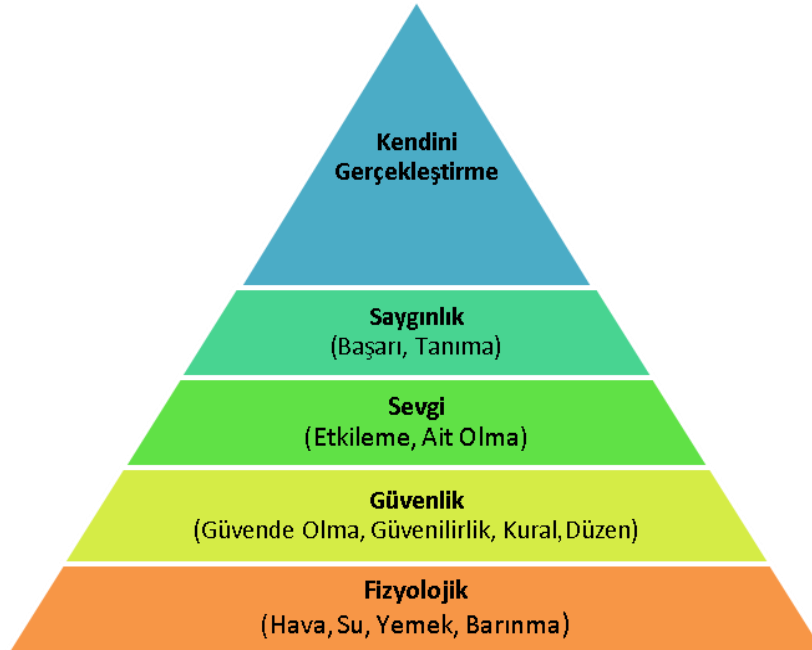 Kendini
Gerçekleştirme
Saygınlık
(Başarı, Tanıma)
Sevgi
(Etkileme, Ait Olma)
Güvenlik
(Güvende Olma, Güvenilirlik, Kural,Düzen)
Fizyolojik
(Hava, Su, Yemek, Barınma)